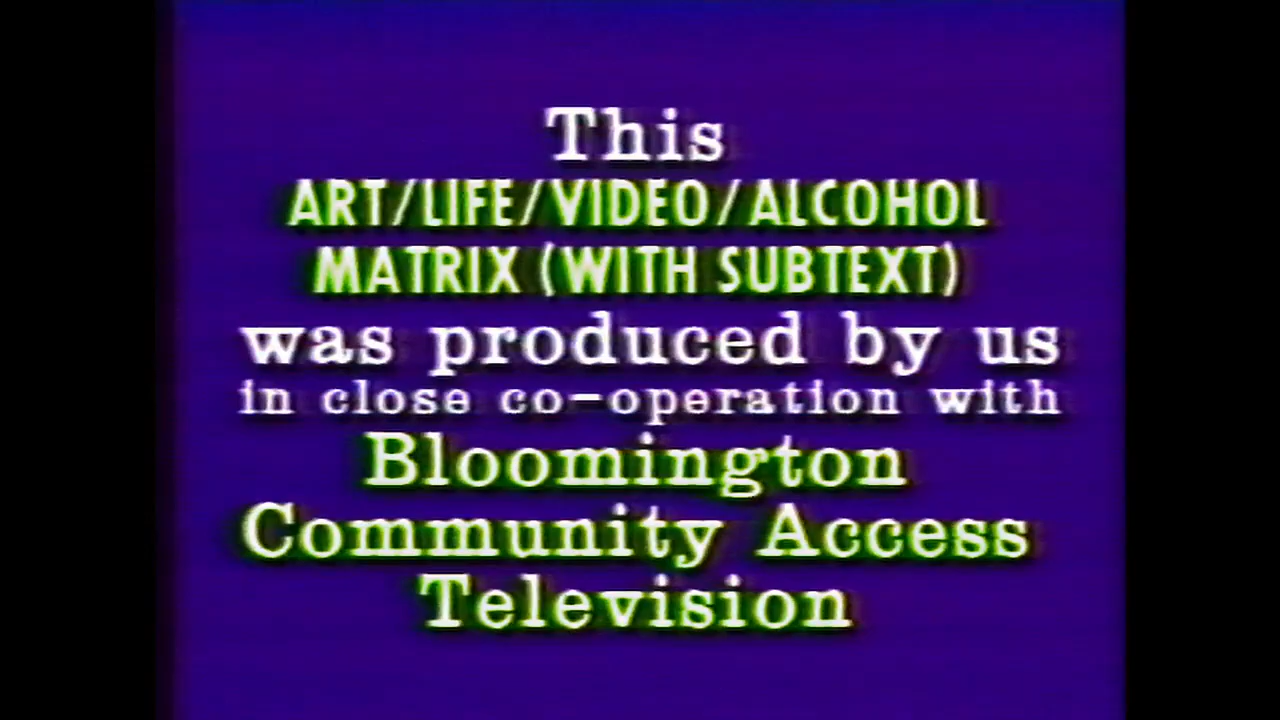 This
ART/LIFE/VIDEO/ALCOHOL
MATRIX (WITH SUBTEXT)
was produced by us
in close co-operation with
Bloomington
Community Access
Television